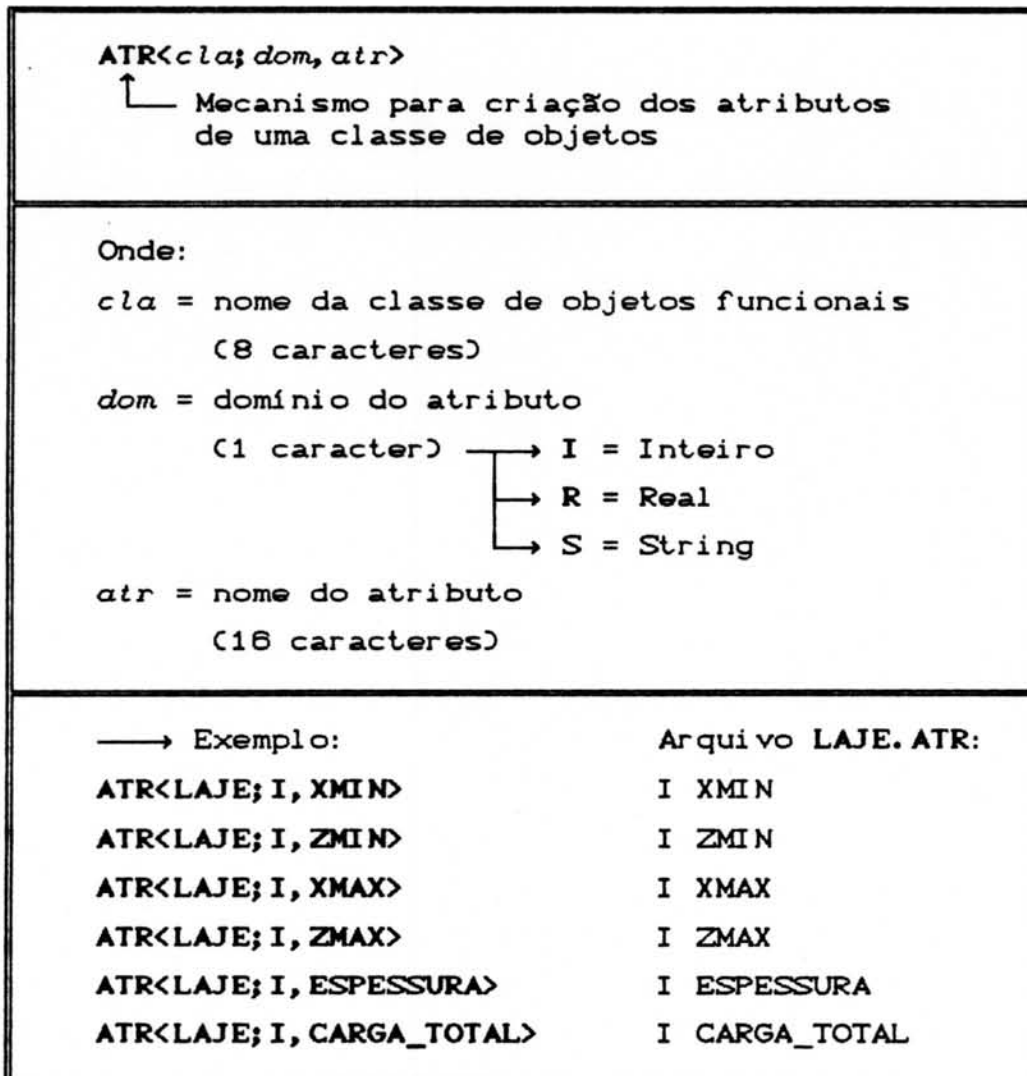 ATR<cla; dom, atr>
Mecanismo para criação dos atributos
de uma classe de objetos
Onde:
cla = nome da classe de objetos funcionais
(8 caracteres)
dom = domínio do atributo
(1 caracter) → I = Inteiro
→ R = Real
→ S = String
atr = nome do atributo
(16 caracteres)
→ Exemplo: Arquivo LAJE.ATR:
ATR<LAJE; I, XMIN> I XMIN
ATR<LAJE; I, ZMIN> I ZMIN
ATR<LAJE; I, XMAX> I XMAX
ATR<LAJE; I, ZMAX> I ZMAX
ATR<LAJE; I, ESPESSURA> I ESPESSURA
ATR<LAJE; I, CARGA_TOTAL> I CARGA_TOTAL